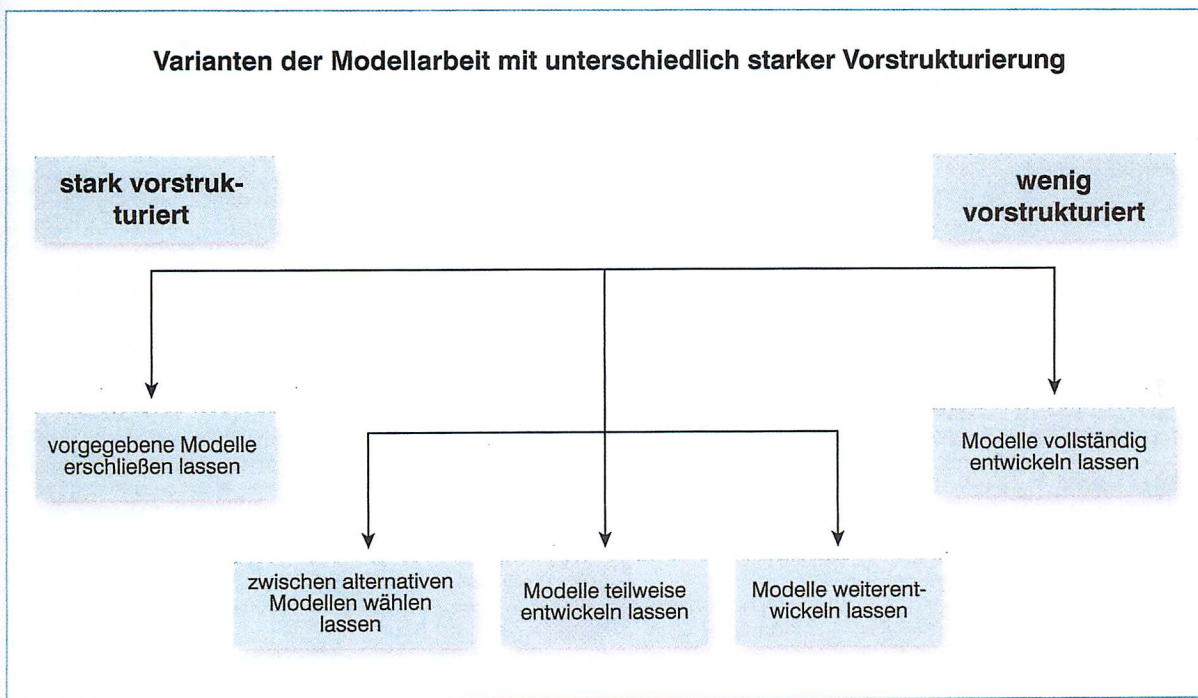 Varianten der Modellarbeit mit unterschiedlich starker Vorstrukturierung
stark vorstruk-
turiert
wenig
vorstrukturiert
vorgegebene Modelle
erschließen lassen
Modelle vollständig
entwickeln lassen
zwischen alternativen
Modellen wählen
lassen
Modelle teilweise
entwickeln lassen
Modelle weiterent-
wickeln lassen